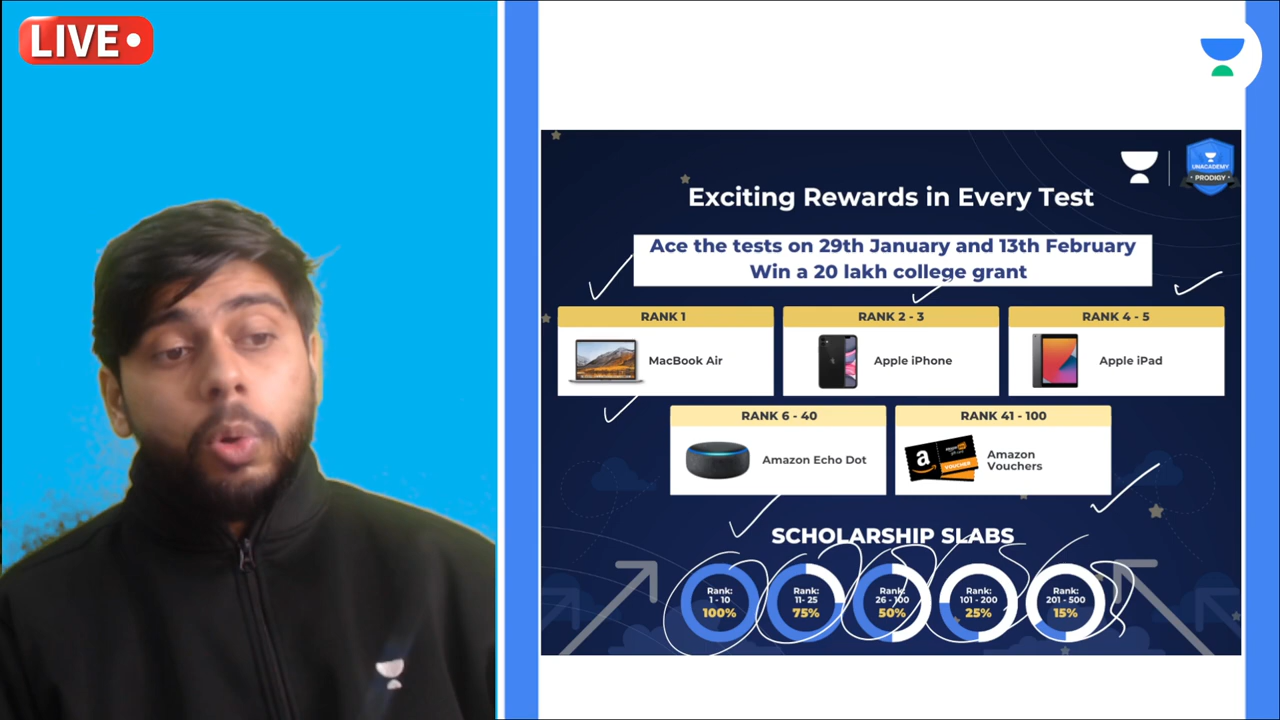 LIVE
UNACADEMY
PRODIGY
Exciting Rewards in Every Test
Ace the tests on 29th January and 13th February
Win a 20 lakh college grant
RANK 1
MacBook Air
RANK 2 - 3
Apple iPhone
RANK 4 - 5
Apple iPad
RANK 6 - 40
Amazon Echo Dot
RANK 41 - 100
a
VOUCHER
Amazon
Vouchers
SCHOLARSHIP SLABS
Rank:
1 - 10
100%
Rank:
11- 25
75%
Rank:
26 - 100
50%
Rank:
101 - 200
25%
Rank:
201 - 500
15%